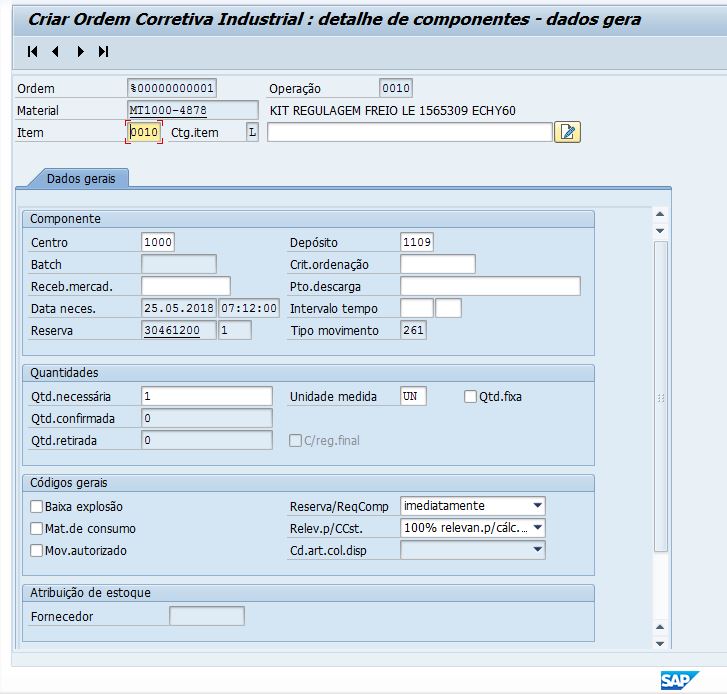 Criar Ordem Corretiva Industrial : detalhe de componentes - dados gera
Ordem %00000000001 Operação 0010
Material MT1000-4878 KIT REGULAGEM FREIO LE 1565309 ECHY60
Item 0010 Ctg.item L
Dados gerais
Componente
Centro 1000 Depósito 1109
Batch Crit.ordenação
Receb.mercad. Pto.descarga
Data neces. 25.05.2018 07:12:00 Intervalo tempo
Reserva 30461200 1 Tipo movimento 261
Quantidades
Qtd.necessária 1 Unidade medida UN Qtd.fixa
Qtd.confirmada 0
Qtd.retirada 0 C/reg.final
Códigos gerais
Baixa explosão Reserva/ReqComp imediatamente
Mat.de consumo Relev.p/CCst. 100% relevan.p/cálc....
Mov.autorizado Cd.art.col.disp
Atribuição de estoque
Fornecedor
SAP